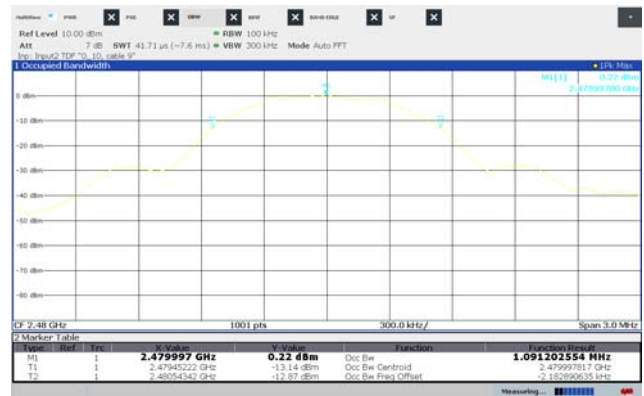 MultiView PWR PSD OBW NBW BAND EDGE
Ref Level 10.00 dBm RBW 100 kHz
Att 7 dB SWT 41.71 µs (~7.6 ms) VBW 300 kHz Mode Auto FFT
Inp: Input2 TDF "0_10, cable 9"
1 Occupied Bandwidth 1Pk Max
M1[1] 0.22 dBm
2.47999700 GHz
0 dBm
-10 dBm
-20 dBm
-30 dBm
-40 dBm
-50 dBm
-60 dBm
-70 dBm
-80 dBm
CF 2.48 GHz 1001 pts 300.0 kHz/ Span 3.0 MHz
2 Marker Table
Type Ref Trc X-Value Y-Value Function Function Result
M1 1 2.479997 GHz 0.22 dBm Occ Bw 1.091202554 MHz
T1 1 2.47945222 GHz -13.14 dBm Occ Bw Centroid 2.479997817 GHz
T2 1 2.48054342 GHz -12.87 dBm Occ Bw Freq Offset -2.182890635 kHz
Measuring...